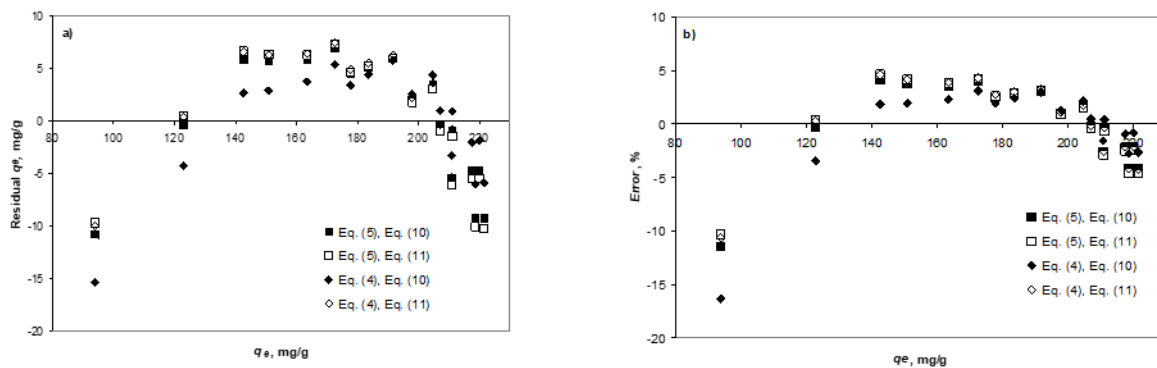 a)
10
5
0
-5
-10
-15
-20
80 100 120 140 160 180 200 220
Residual qe, mg/g
qe, mg/g
Eq. (5), Eq. (10)
Eq. (5), Eq. (11)
Eq. (4), Eq. (10)
Eq. (4), Eq. (11)
b)
10
5
0
-5
-10
-15
-20
80 100 120 140 160 180 200 220
Error, %
qe, mg/g
Eq. (5), Eq. (10)
Eq. (5), Eq. (11)
Eq. (4), Eq. (10)
Eq. (4), Eq. (11)